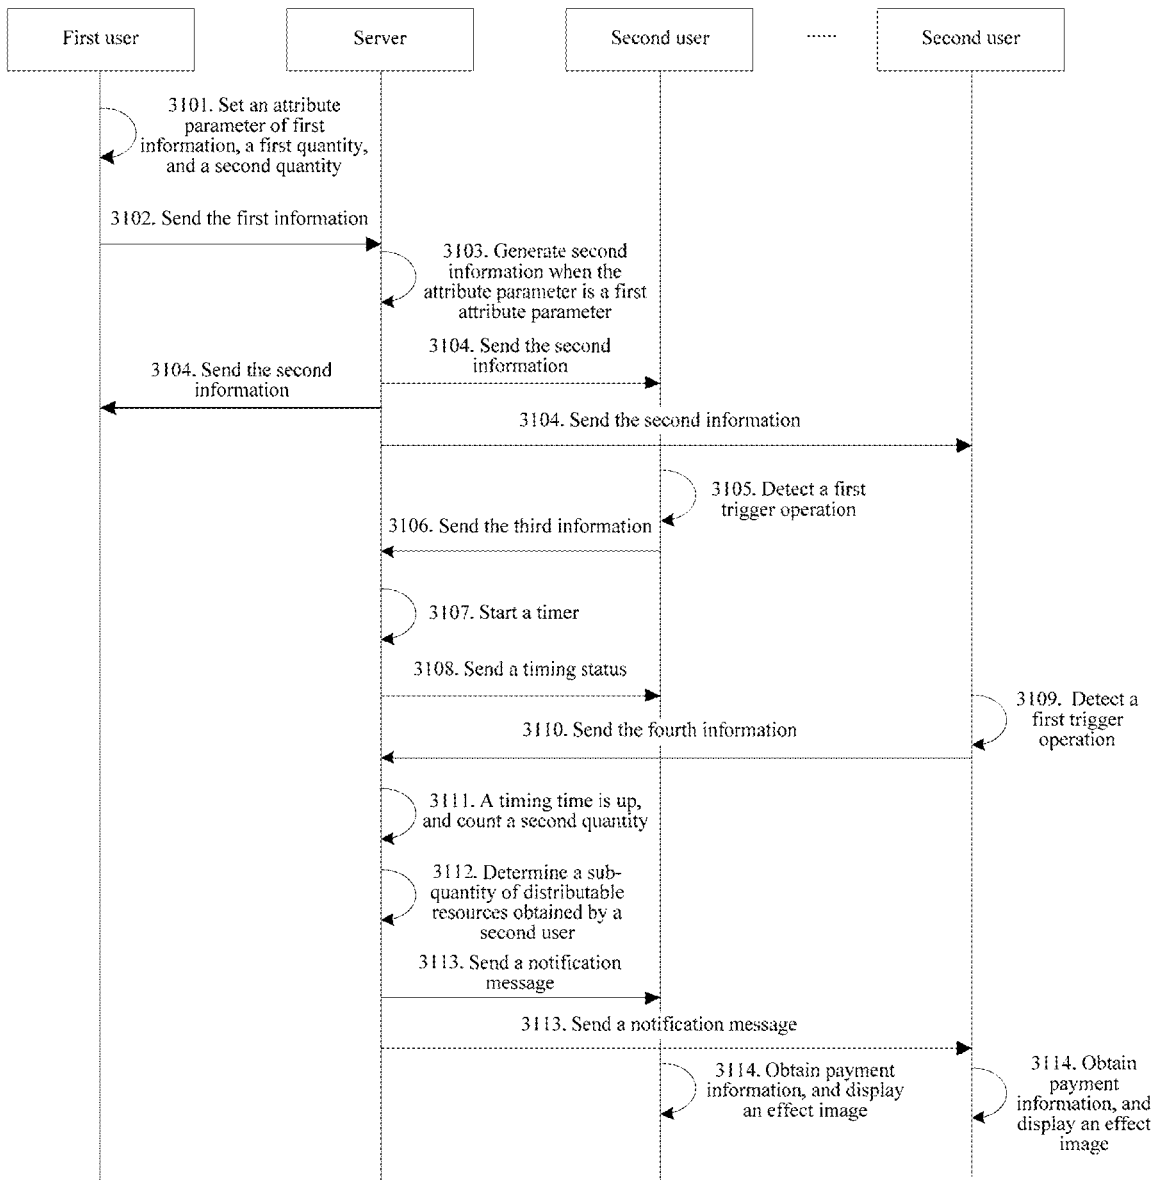 First user
Server
Second user
......
Second user
3101. Set an attribute
parameter of first
information, a first quantity,
and a second quantity
3102. Send the first information
3103. Generate second
information when the
attribute parameter is a first
attribute parameter
3104. Send the second
information
3104. Send the second
information
3104. Send the second information
3105. Detect a first
trigger operation
3106. Send the third information
3107. Start a timer
3108. Send a timing status
3109. Detect a
first trigger
operation
3110. Send the fourth information
3111. A timing time is up,
and count a second quantity
3112. Determine a sub-
quantity of distributable
resources obtained by a
second user
3113. Send a notification
message
3113. Send a notification message
3114. Obtain payment
information, and display
an effect image
3114. Obtain
payment
information, and
display an effect
image